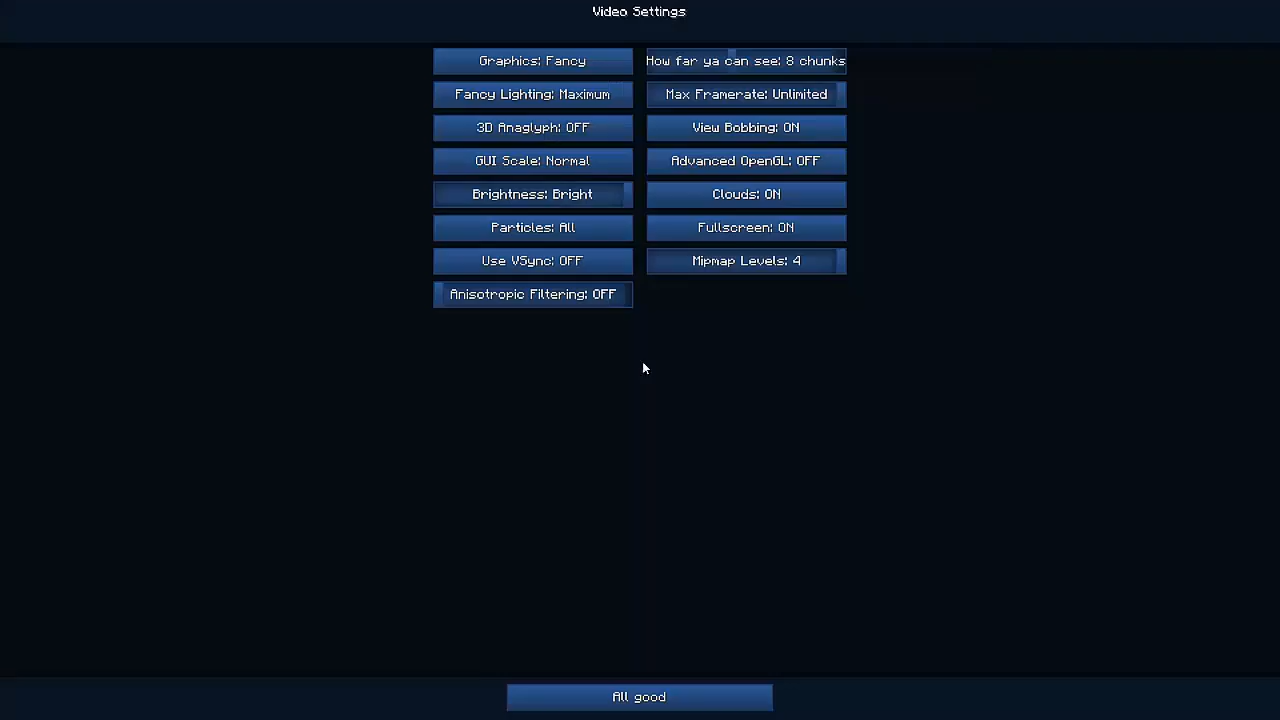 Video Settings
Graphics: Fancy
How far ya can see: 8 chunks
Fancy Lighting: Maximum
Max Framerate: Unlimited
3D Anaglyph: OFF
View Bobbing: ON
GUI Scale: Normal
Advanced OpenGL: OFF
Brightness: Bright
Clouds: ON
Particles: All
Fullscreen: ON
Use VSync: OFF
Mipmap Levels: 4
Anisotropic Filtering: OFF
All good